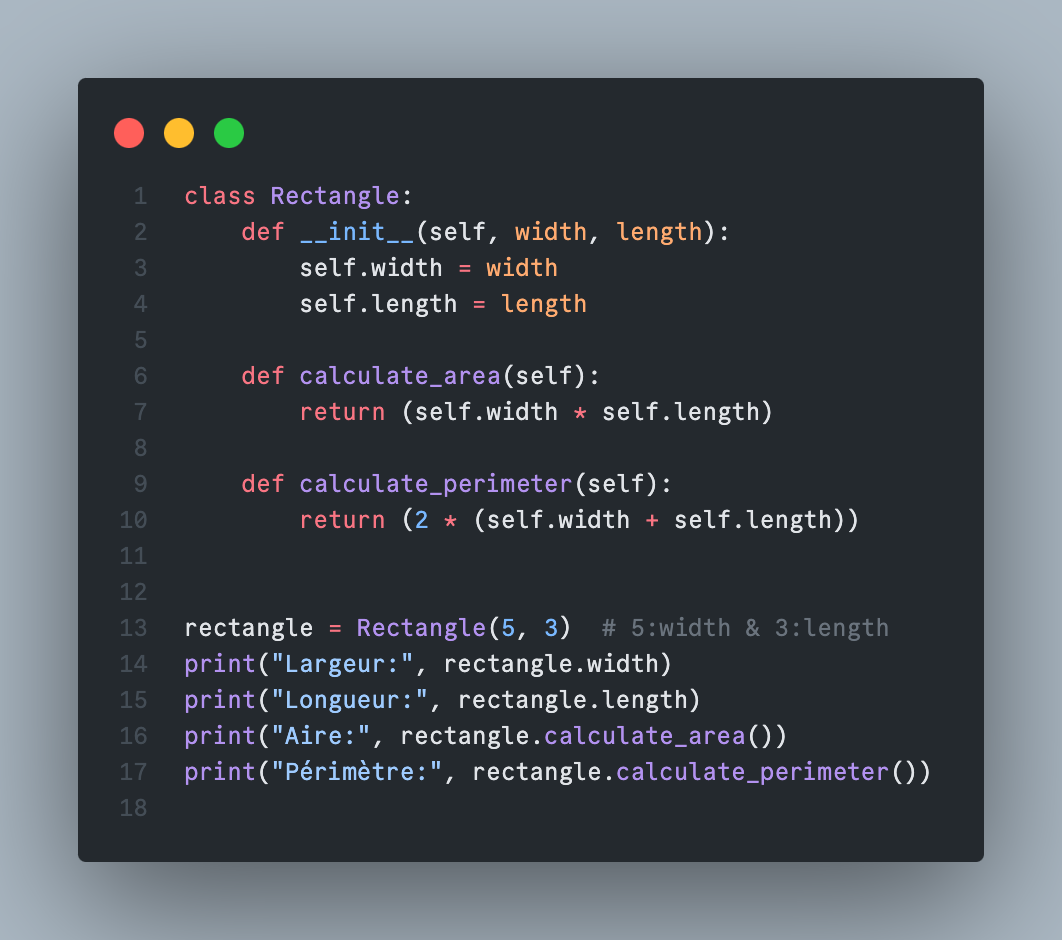 1 class Rectangle:
2     def __init__(self, width, length):
3         self.width = width
4         self.length = length
5
6     def calculate_area(self):
7         return (self.width * self.length)
8
9     def calculate_perimeter(self):
10         return (2 * (self.width + self.length))
11
12
13 rectangle = Rectangle(5, 3)  # 5:width & 3:length
14 print("Largeur:", rectangle.width)
15 print("Longueur:", rectangle.length)
16 print("Aire:", rectangle.calculate_area())
17 print("Périmètre:", rectangle.calculate_perimeter())
18